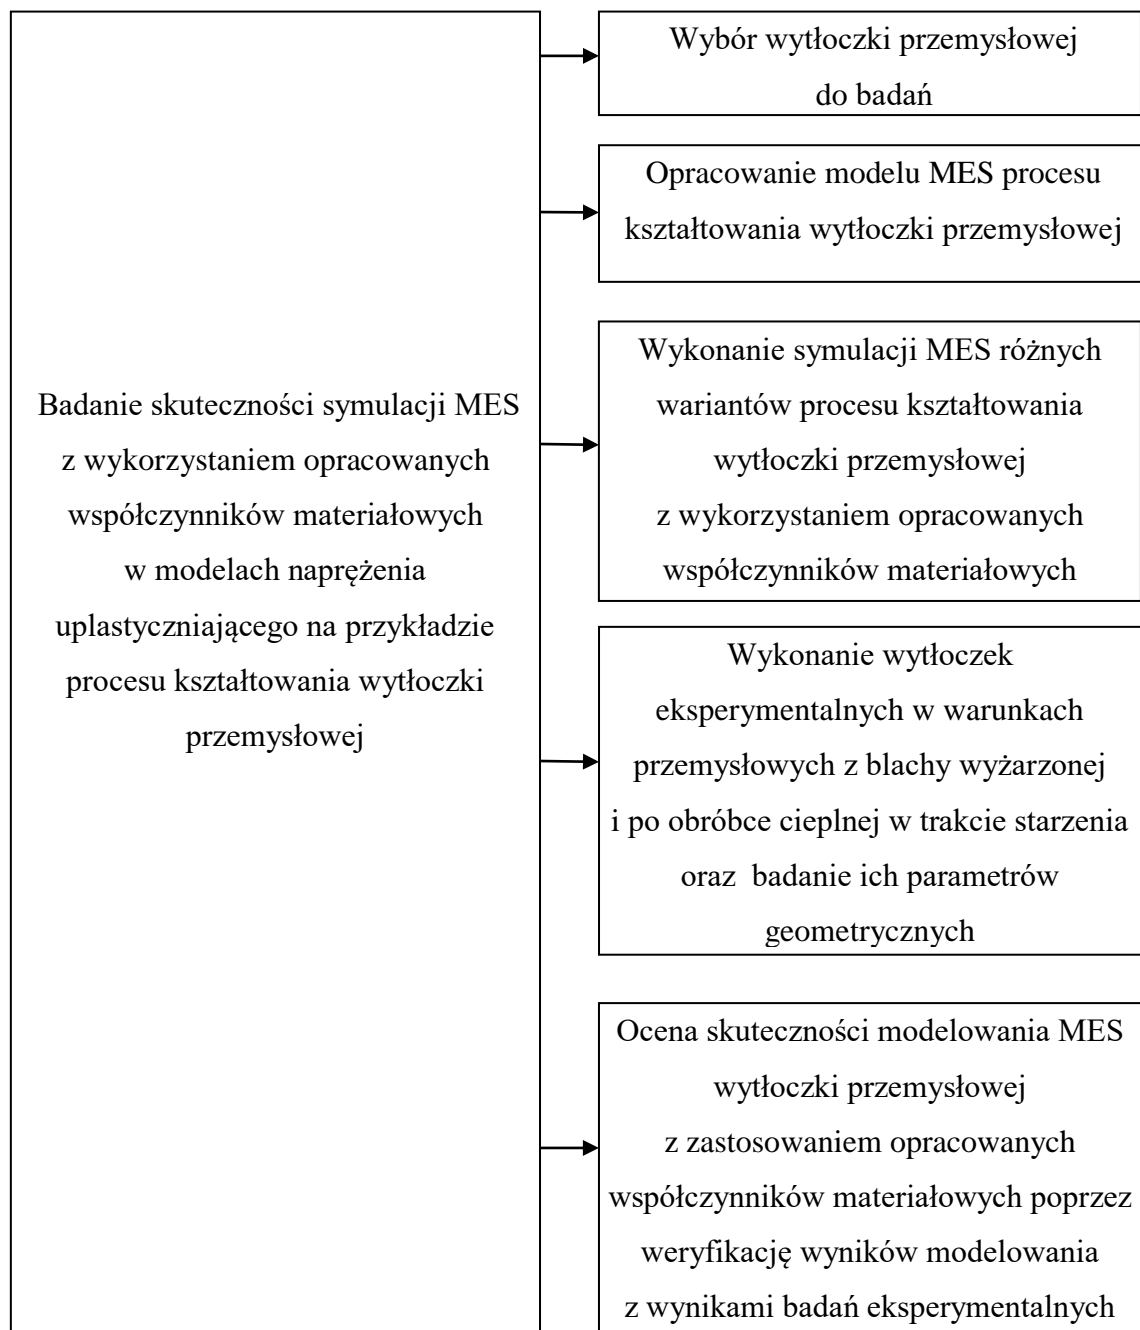 Badanie skuteczności symulacji MES
z wykorzystaniem opracowanych
współczynników materiałowych
w modelach naprężenia
uplastyczniającego na przykładzie
procesu kształtowania wytłoczki
przemysłowej
Wybór wytłoczki przemysłowej
do badań
Opracowanie modelu MES procesu
kształtowania wytłoczki przemysłowej
Wykonanie symulacji MES różnych
wariantów procesu kształtowania
wytłoczki przemysłowej
z wykorzystaniem opracowanych
współczynników materiałowych
Wykonanie wytłoczek
eksperymentalnych w warunkach
przemysłowych z blachy wyżarzonej
i po obróbce cieplnej w trakcie starzenia
oraz  badanie ich parametrów
geometrycznych
Ocena skuteczności modelowania MES
wytłoczki przemysłowej
z zastosowaniem opracowanych
współczynników materiałowych poprzez
weryfikację wyników modelowania
z wynikami badań eksperymentalnych